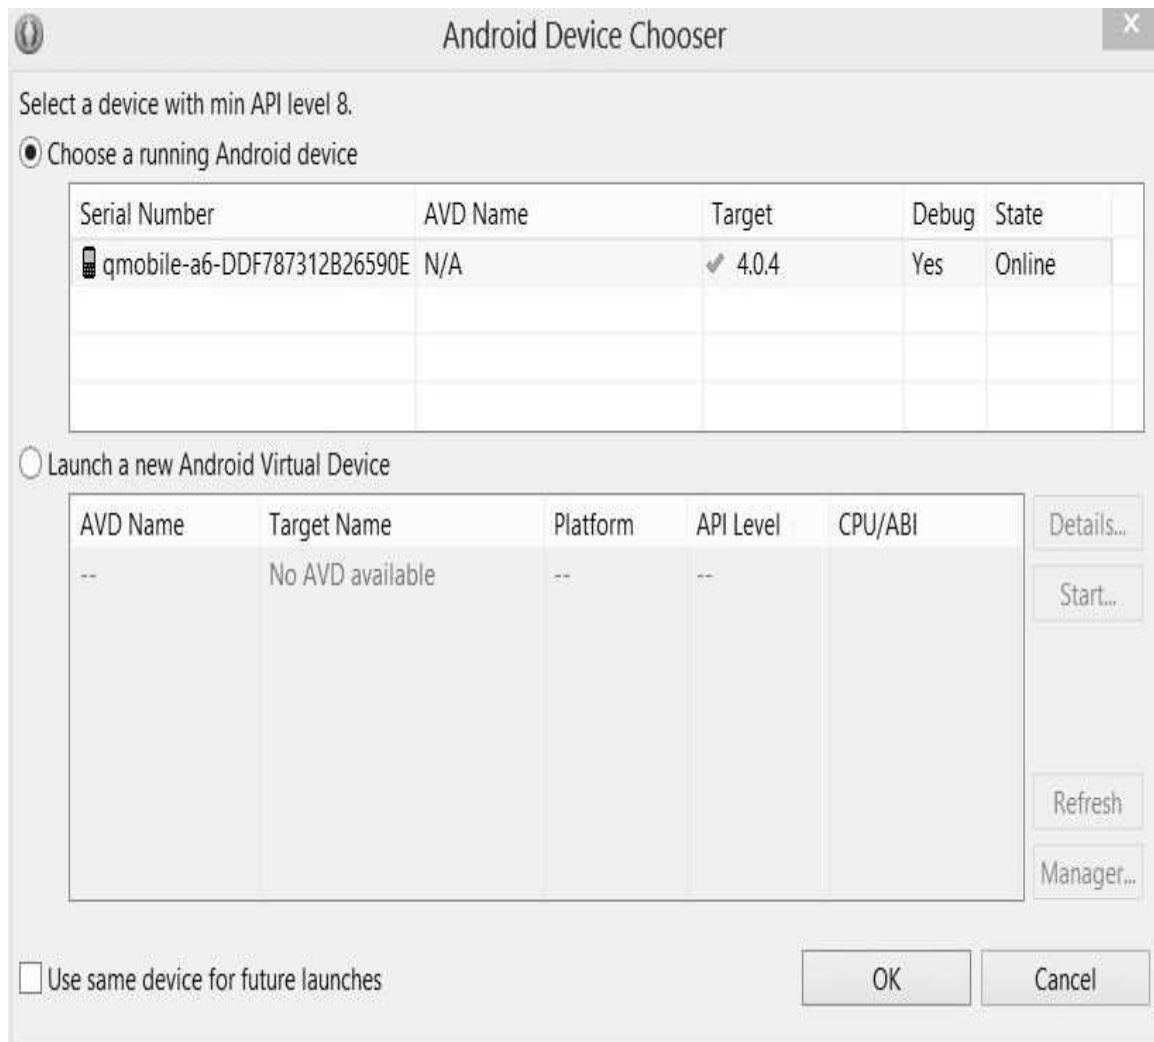 Android Device Chooser
X
Select a device with min API level 8.
Choose a running Android device
Serial Number AVD Name Target Debug State
qmobile-a6-DDF787312B26590E N/A 4.0.4 Yes Online
Launch a new Android Virtual Device
AVD Name Target Name Platform API Level CPU/ABI
-- No AVD available -- --
Details...
Start...
Refresh
Manager...
Use same device for future launches
OK Cancel